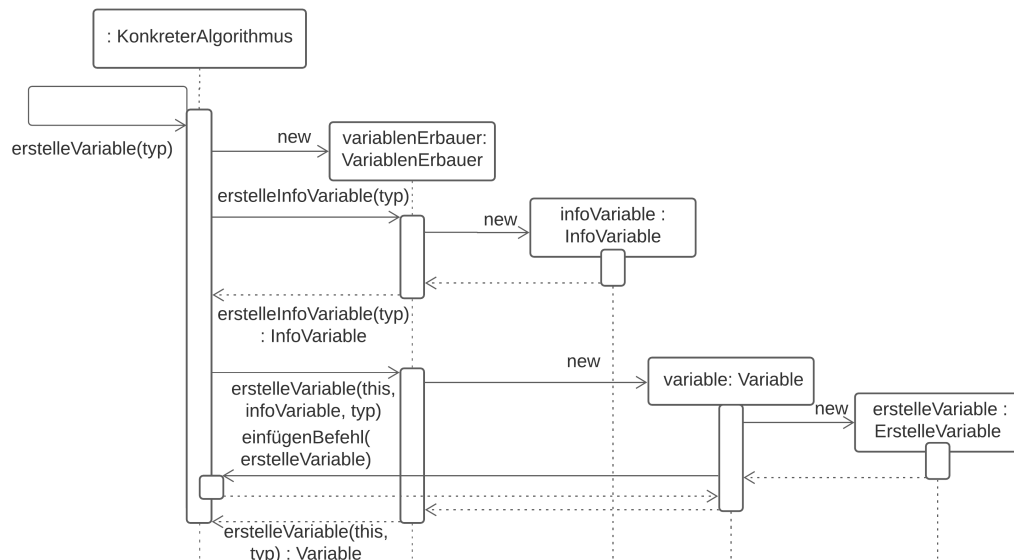 : KonkreterAlgorithmus
erstelleVariable(typ)
new
variablenErbauer:
VariablenErbauer
erstelleInfoVariable(typ)
new
infoVariable :
InfoVariable
erstelleInfoVariable(typ)
: InfoVariable
new
variable: Variable
erstelleVariable(this,
infoVariable, typ)
new
erstelleVariable :
ErstelleVariable
einfügenBefehl(
erstelleVariable)
erstelleVariable(this,
typ) : Variable